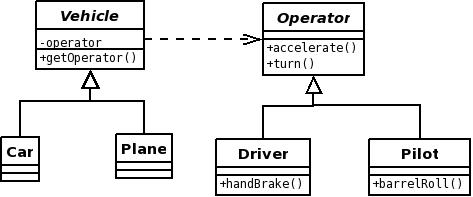 Vehicle
-operator
+getOperator()
Operator
+accelerate()
+turn()
Car
Plane
Driver
+handBrake()
Pilot
+barrelRoll()